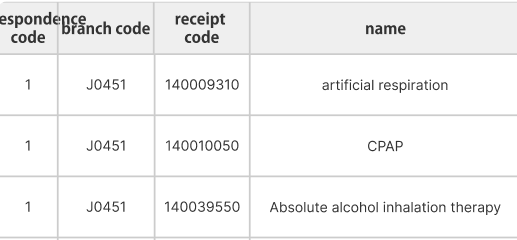 espondence
code
branch code
receipt
code
name
1
J0451
140009310
artificial respiration
1
J0451
140010050
CPAP
1
J0451
140039550
Absolute alcohol inhalation therapy